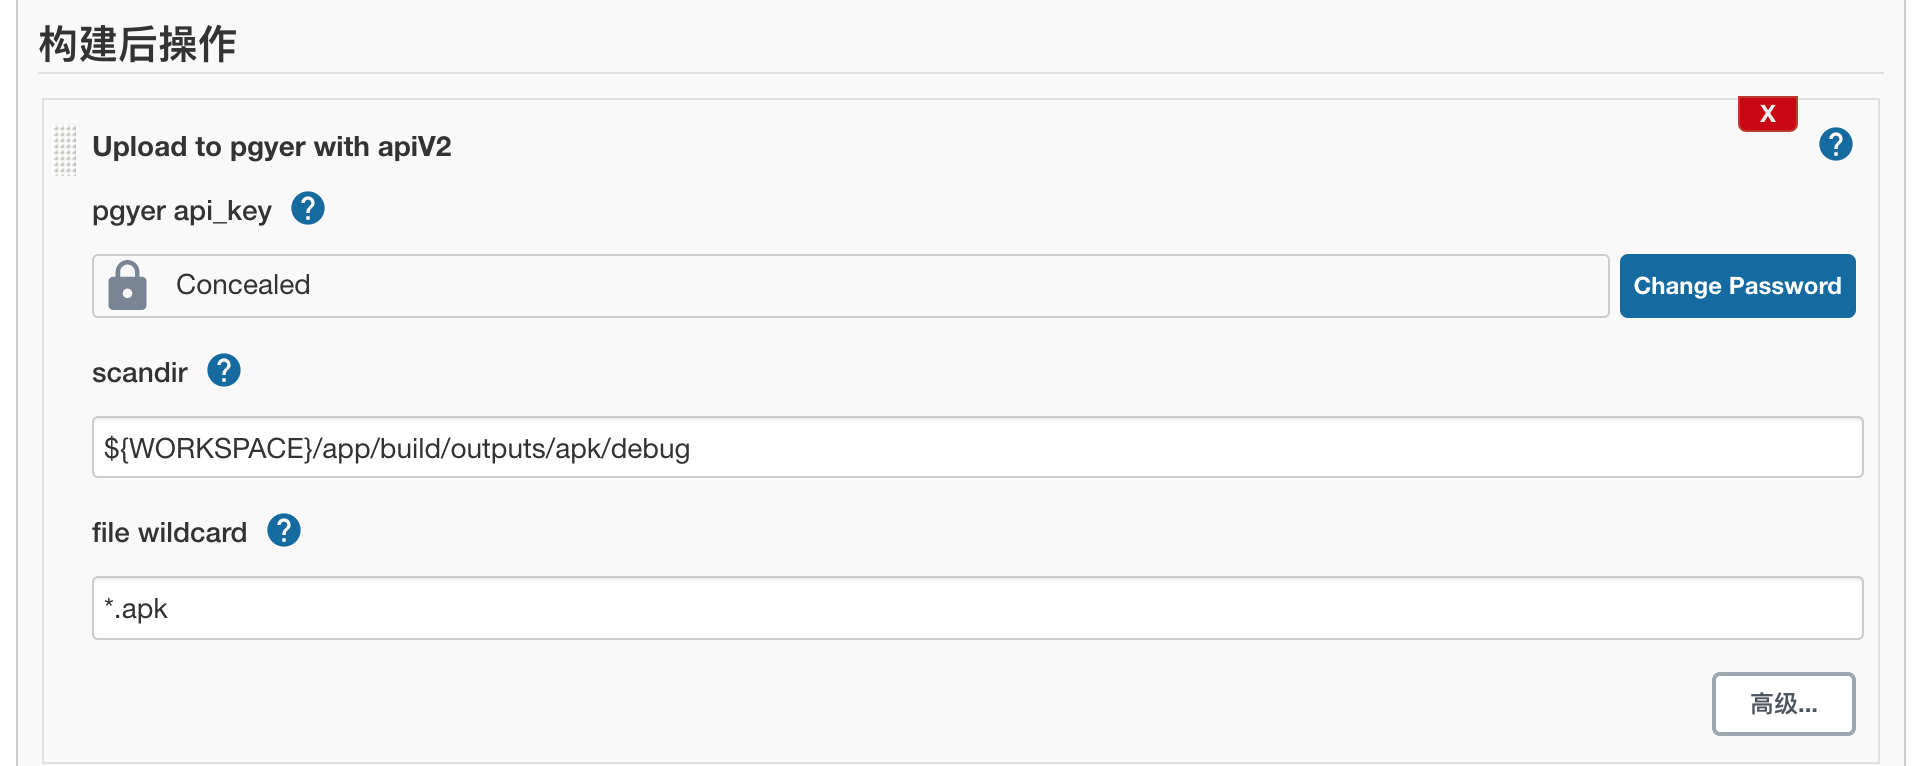 构建后操作
X
Upload to pgyer with apiV2
?
pgyer api_key ?
Concealed
Change Password
scandir ?
${WORKSPACE}/app/build/outputs/apk/debug
file wildcard ?
*.apk
高级...